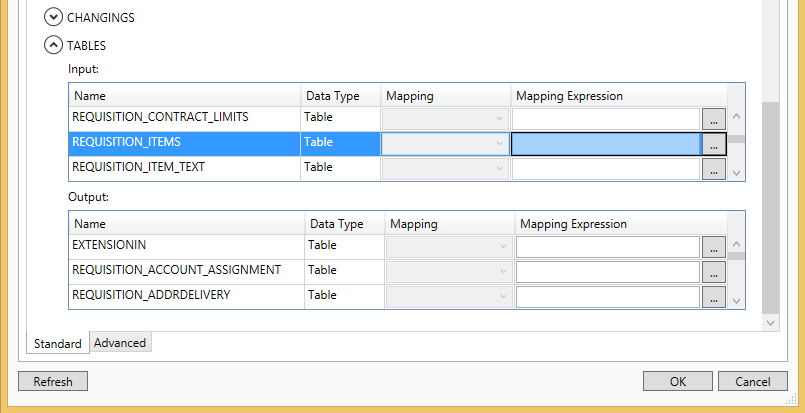 CHANGINGS
TABLES
Input:
Name Data Type Mapping Mapping Expression
REQUISITION_CONTRACT_LIMITS Table ...
REQUISITION_ITEMS Table ...
REQUISITION_ITEM_TEXT Table ...
Output:
Name Data Type Mapping Mapping Expression
EXTENSIONIN Table ...
REQUISITION_ACCOUNT_ASSIGNMENT Table ...
REQUISITION_ADDRDELIVERY Table ...
Standard Advanced
Refresh OK Cancel